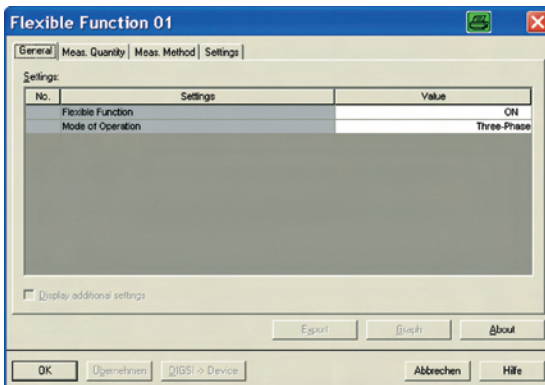 Flexible Function 01
General Meas. Quantity Meas. Method Settings
Settings:
No. Settings Value
Flexible Function ON
Mode of Operation Three-Phase
Display additional settings
Export Graph About
OK Übernehmen DIGSI -> Device Abbrechen Hilfe